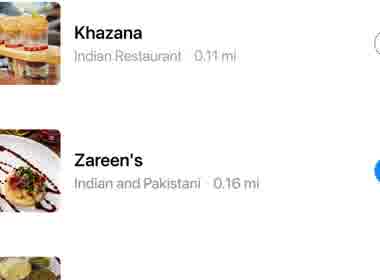 Khazana
Indian Restaurant · 0.11 mi
Zareen's
Indian and Pakistani · 0.16 mi